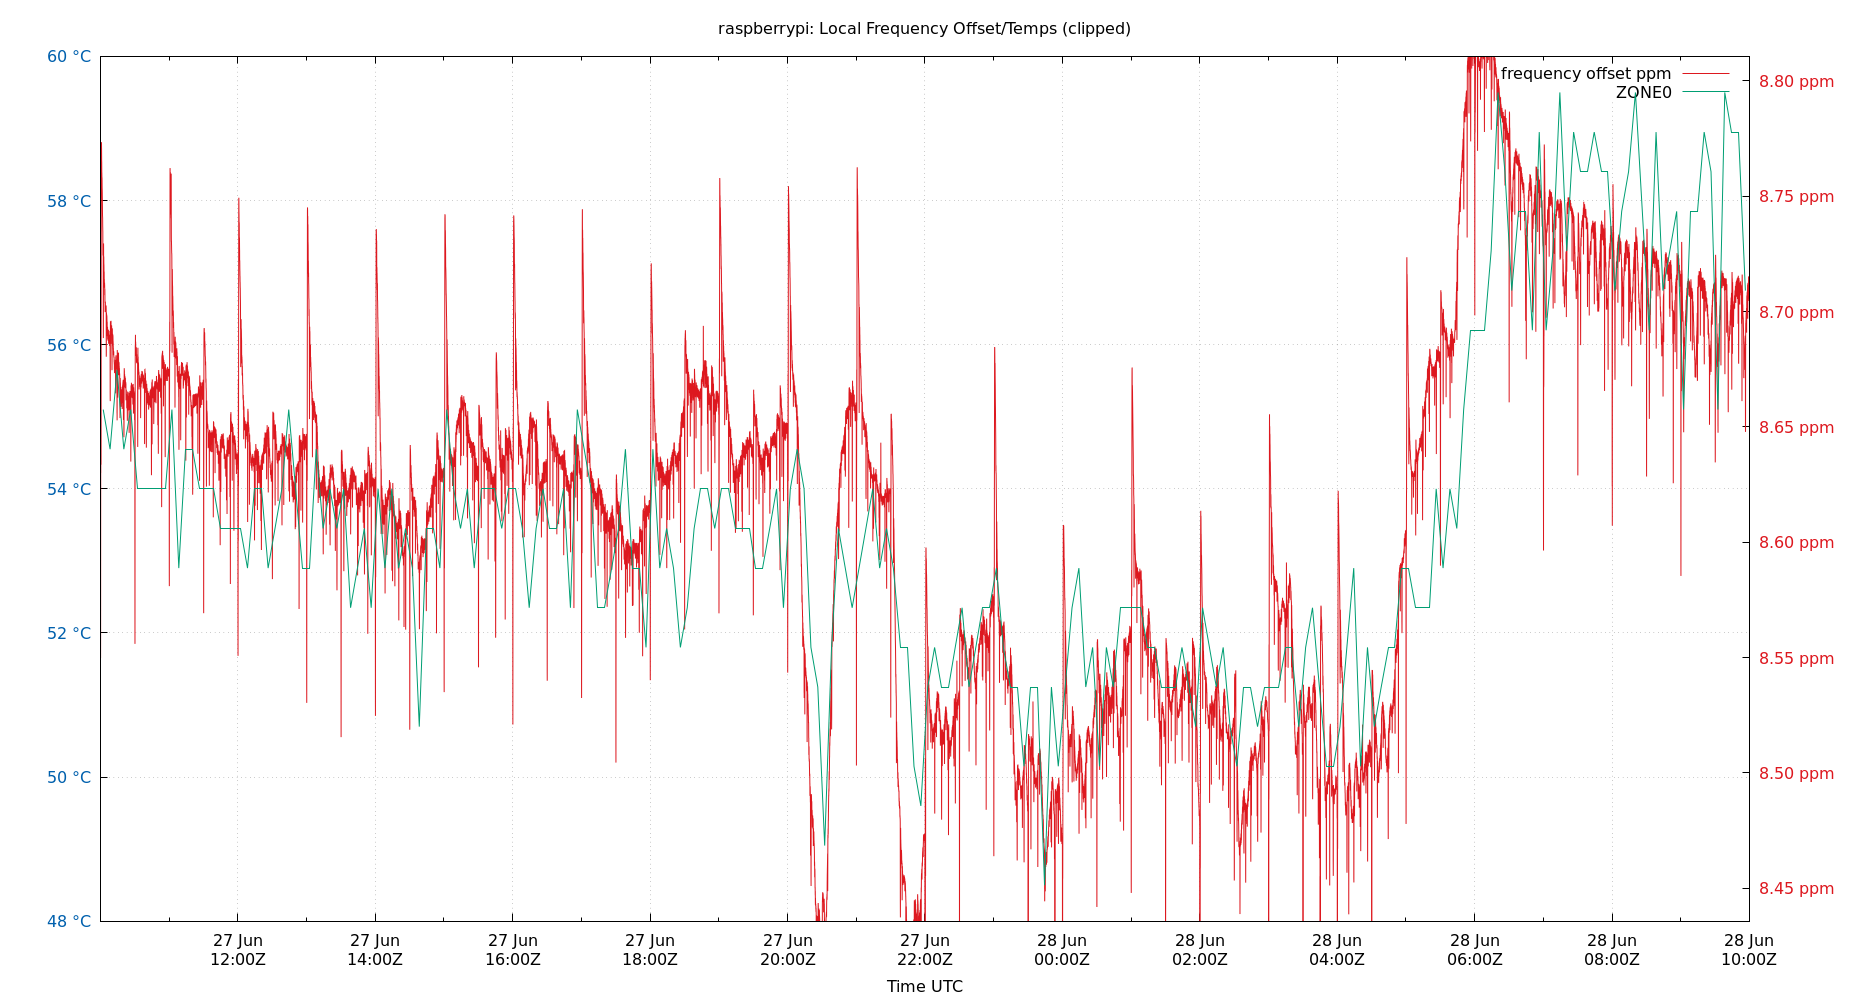 raspberrypi: Local Frequency Offset/Temps (clipped)
60 °C
58 °C
56 °C
54 °C
52 °C
50 °C
48 °C
frequency offset ppm
ZONE0
8.80 ppm
8.75 ppm
8.70 ppm
8.65 ppm
8.60 ppm
8.55 ppm
8.50 ppm
8.45 ppm
27 Jun
12:00Z
27 Jun
14:00Z
27 Jun
16:00Z
27 Jun
18:00Z
27 Jun
20:00Z
27 Jun
22:00Z
28 Jun
00:00Z
28 Jun
02:00Z
28 Jun
04:00Z
28 Jun
06:00Z
28 Jun
08:00Z
28 Jun
10:00Z
Time UTC